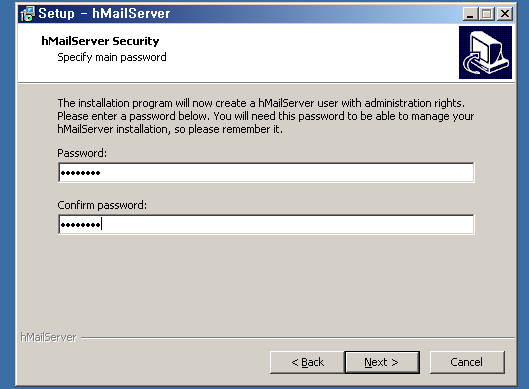 Setup - hMailServer
hMailServer Security
Specify main password
The installation program will now create a hMailServer user with administration rights.
Please enter a password below. You will need this password to be able to manage your
hMailServer installation, so please remember it.
Password:
••••••••
Confirm password:
••••••••
hMailServer
< Back
Next >
Cancel